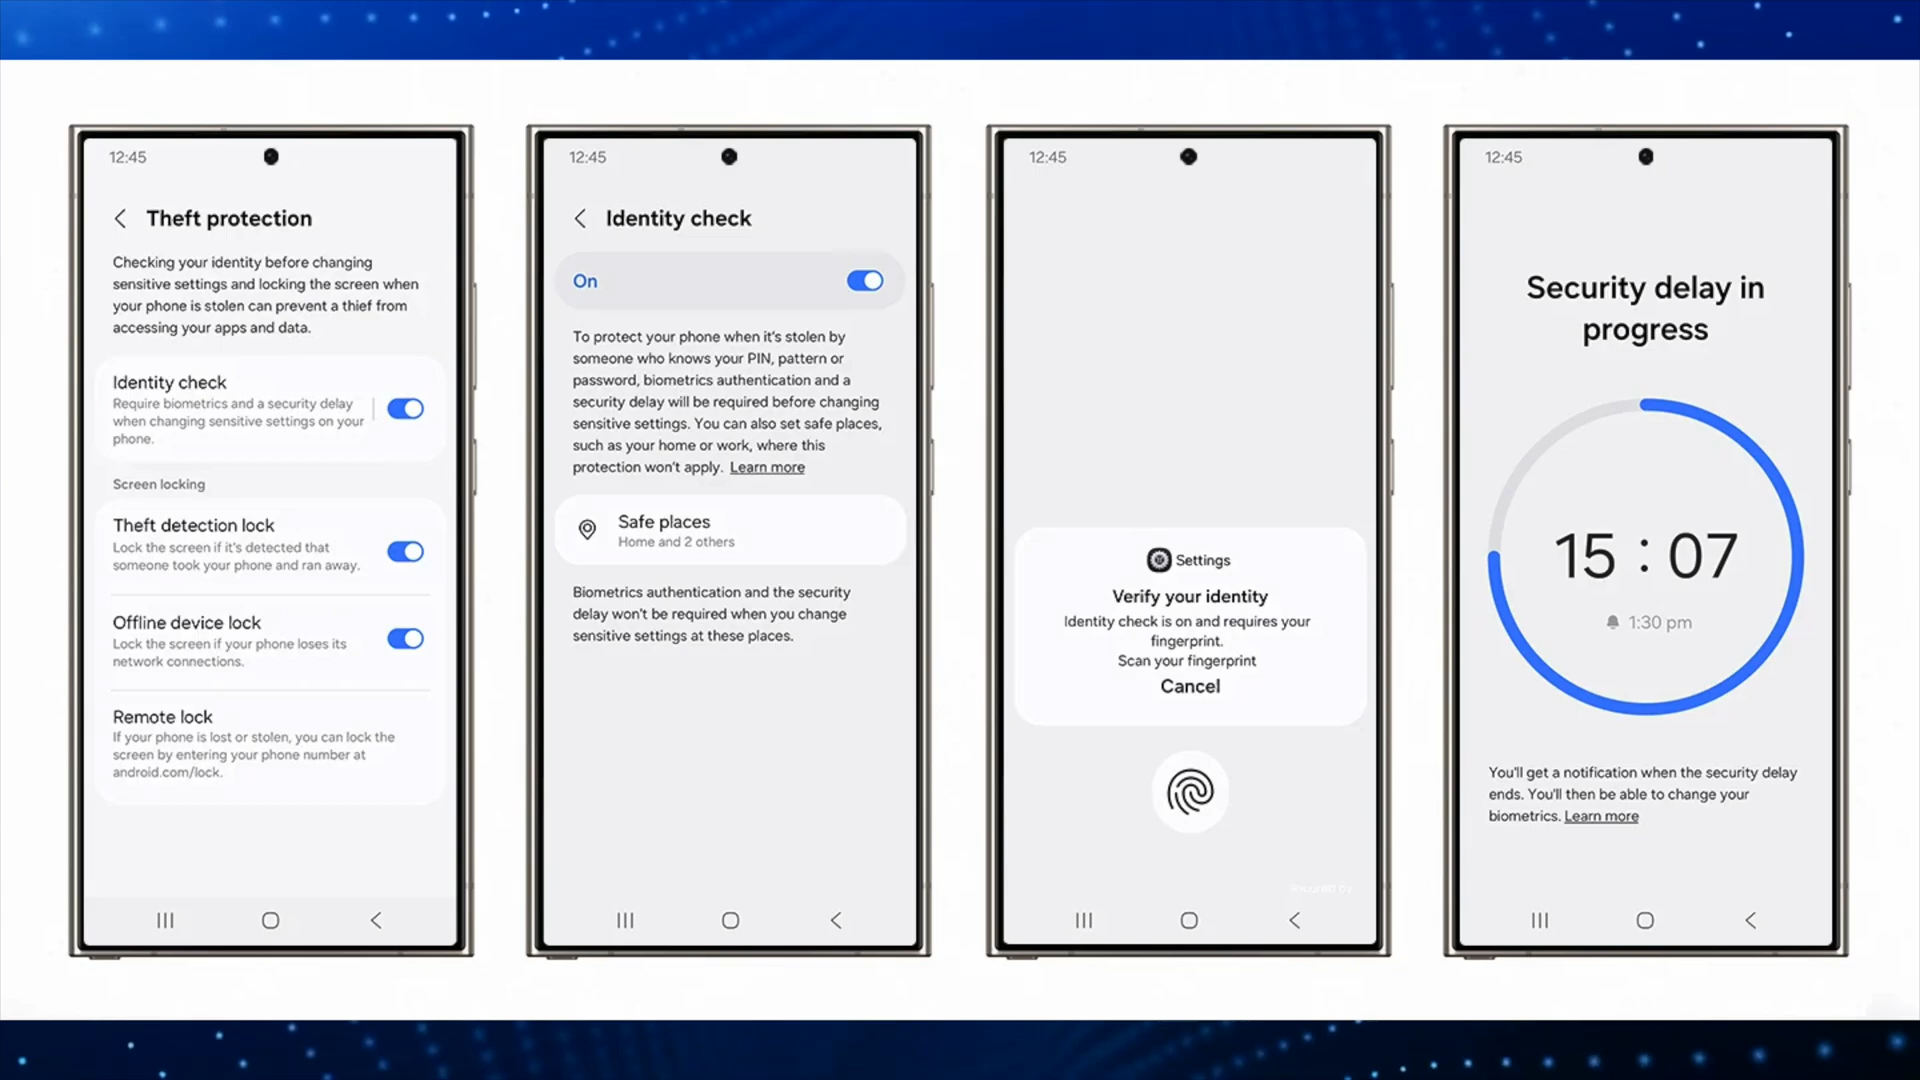 12:45
Theft protection
Checking your identity before changing
sensitive settings and locking the screen when
your phone is stolen can prevent a thief from
accessing your apps and data.
Identity check
Require biometrics and a security delay
when changing sensitive settings on your
phone.
Screen locking
Theft detection lock
Lock the screen if it's detected that
someone took your phone and ran away.
Offline device lock
Lock the screen if your phone loses its
network connections.
Remote lock
If your phone is lost or stolen, you can lock the
screen by entering your phone number at
android.com/lock.
12:45
Identity check
On
To protect your phone when it's stolen by
someone who knows your PIN, pattern or
password, biometrics authentication and a
security delay will be required before changing
sensitive settings. You can also set safe places,
such as your home or work, where this
protection won't apply. Learn more
Safe places
Home and 2 others
Biometrics authentication and the security
delay won't be required when you change
sensitive settings at these places.
12:45
Settings
Verify your identity
Identity check is on and requires your
fingerprint.
Scan your fingerprint
Cancel
Secured by
12:45
Security delay in
progress
15 : 07
1:30 pm
You'll get a notification when the security delay
ends. You'll then be able to change your
biometrics. Learn more